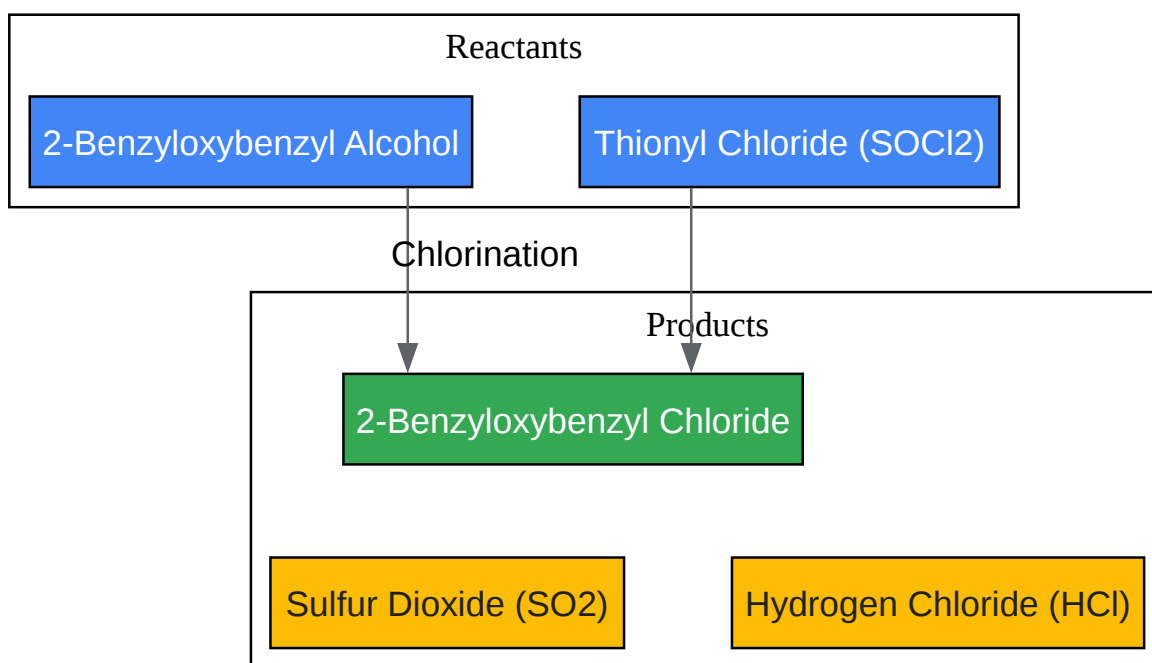 Reactants
2-Benzyloxybenzyl Alcohol
Thionyl Chloride (SOCl2)
Chlorination
Products
2-Benzyloxybenzyl Chloride
Sulfur Dioxide (SO2)
Hydrogen Chloride (HCl)